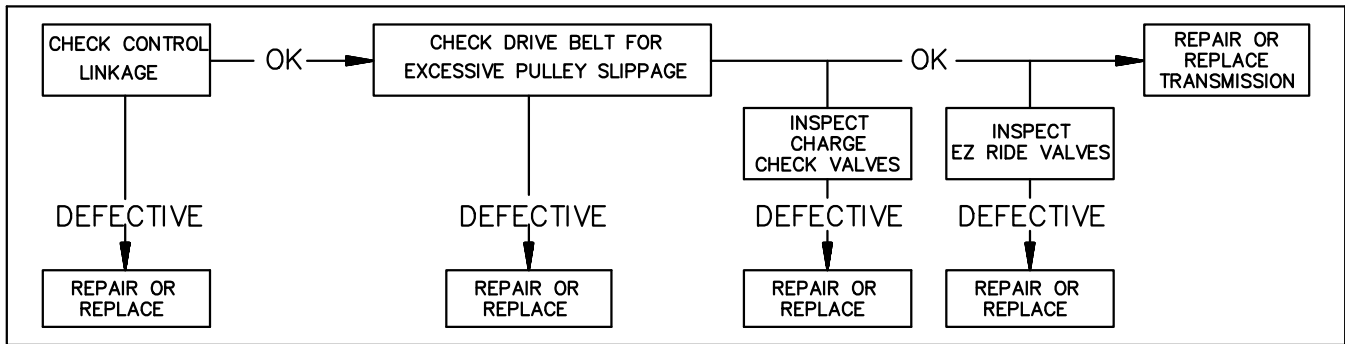 CHECK CONTROL
LINKAGE
OK
CHECK DRIVE BELT FOR
EXCESSIVE PULLEY SLIPPAGE
OK
REPAIR OR
REPLACE
TRANSMISSION
INSPECT
CHARGE
CHECK VALVES
INSPECT
EZ RIDE VALVES
DEFECTIVE
DEFECTIVE
DEFECTIVE
DEFECTIVE
REPAIR OR
REPLACE
REPAIR OR
REPLACE
REPAIR OR
REPLACE
REPAIR OR
REPLACE